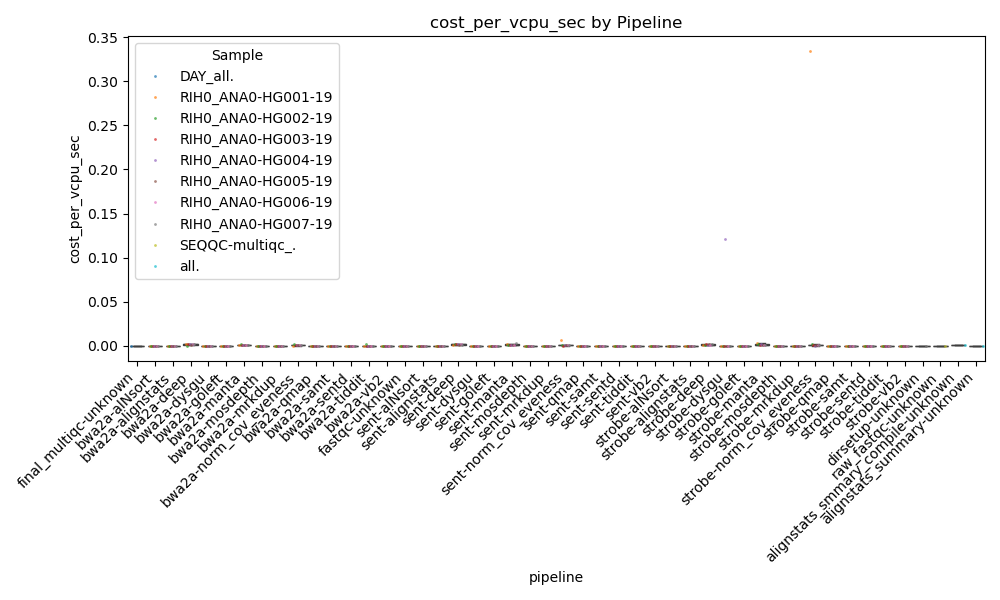 cost_per_vcpu_sec by Pipeline
cost_per_vcpu_sec
0.35
0.30
0.25
0.20
0.15
0.10
0.05
0.00
Sample
DAY_all.
RIH0_ANA0-HG001-19
RIH0_ANA0-HG002-19
RIH0_ANA0-HG003-19
RIH0_ANA0-HG004-19
RIH0_ANA0-HG005-19
RIH0_ANA0-HG006-19
RIH0_ANA0-HG007-19
SEQQC-multiqc_.
all.
final_multiqc-unknown
bwa2a-alNsort
bwa2a-alignstats
bwa2a-deep
bwa2a-dysgu
bwa2a-goleft
bwa2a-manta
bwa2a-mosdepth
bwa2a-mrkdup
bwa2a-norm_cov_eveness
bwa2a-qmap
bwa2a-samt
bwa2a-sentd
bwa2a-tiddit
bwa2a-vb2
fastqc-unknown
sent-alNsort
sent-alignstats
sent-deep
sent-dysgu
sent-goleft
sent-manta
sent-mosdepth
sent-mrkdup
sent-norm_cov_eveness
sent-qmap
sent-samt
sent-sentd
sent-tiddit
sent-vb2
strobe-alNsort
strobe-alignstats
strobe-deep
strobe-dysgu
strobe-goleft
strobe-manta
strobe-mosdepth
strobe-mrkdup
strobe-norm_cov_eveness
strobe-qmap
strobe-samt
strobe-sentd
strobe-tiddit
strobe-vb2
dirsetup-unknown
raw_fastqc-unknown
alignstats_smmary_compile-unknown
alignstats_summary-unknown
pipeline